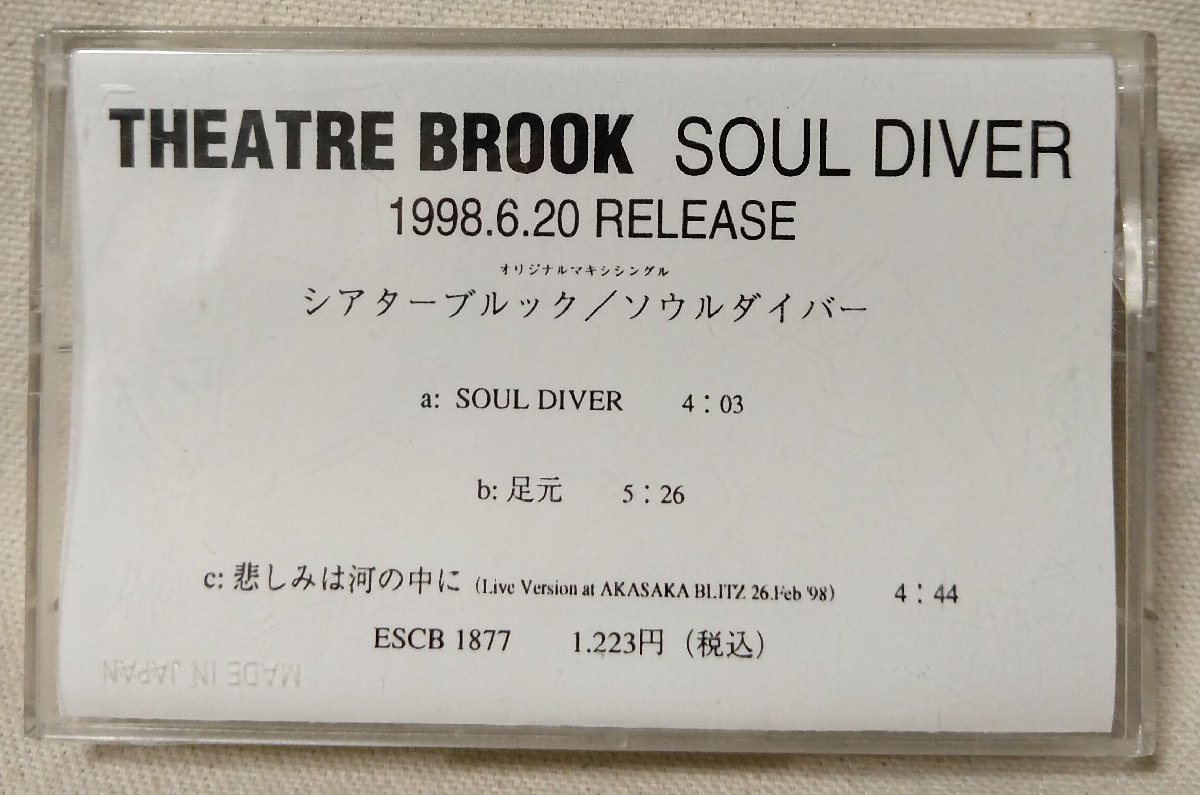 THEATRE BROOK SOUL DIVER
1998.6.20 RELEASE
オリジナルマキシシングル
シアターブルック／ソウルダイバー
a: SOUL DIVER 4：03
b: 足元 5：26
c: 悲しみは河の中に (Live Version at AKASAKA BLITZ 26.Feb '98) 4：44
ESCB 1877 1.223円（税込）
MADE IN JAPAN